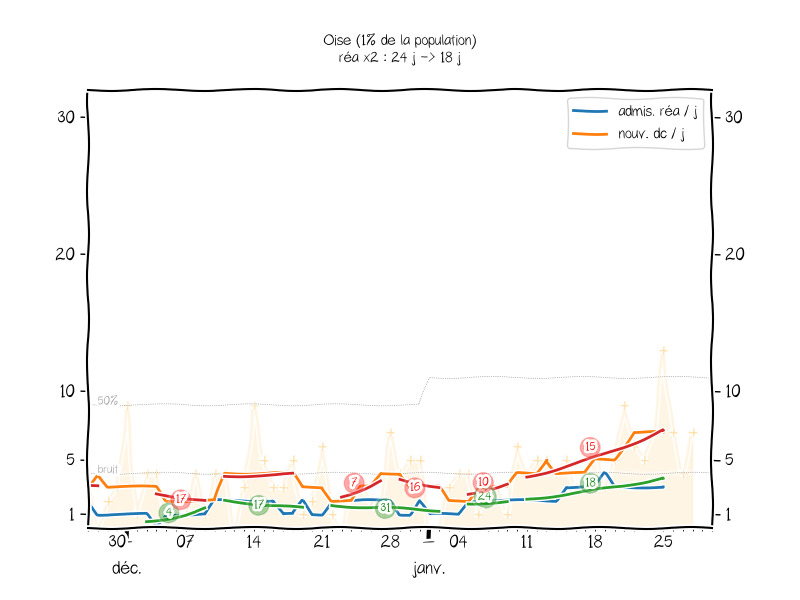 Oise (1% de la population)
réa x2 : 24 j -> 18 j
admis. réa / j
nouv. dc / j
30 30
20 20
10 10
5 5
1 1
50%
bruit
17 4 17 7 31 16 10 24 15 18
30 07 14 21 28 04 11 18 25
déc. janv.